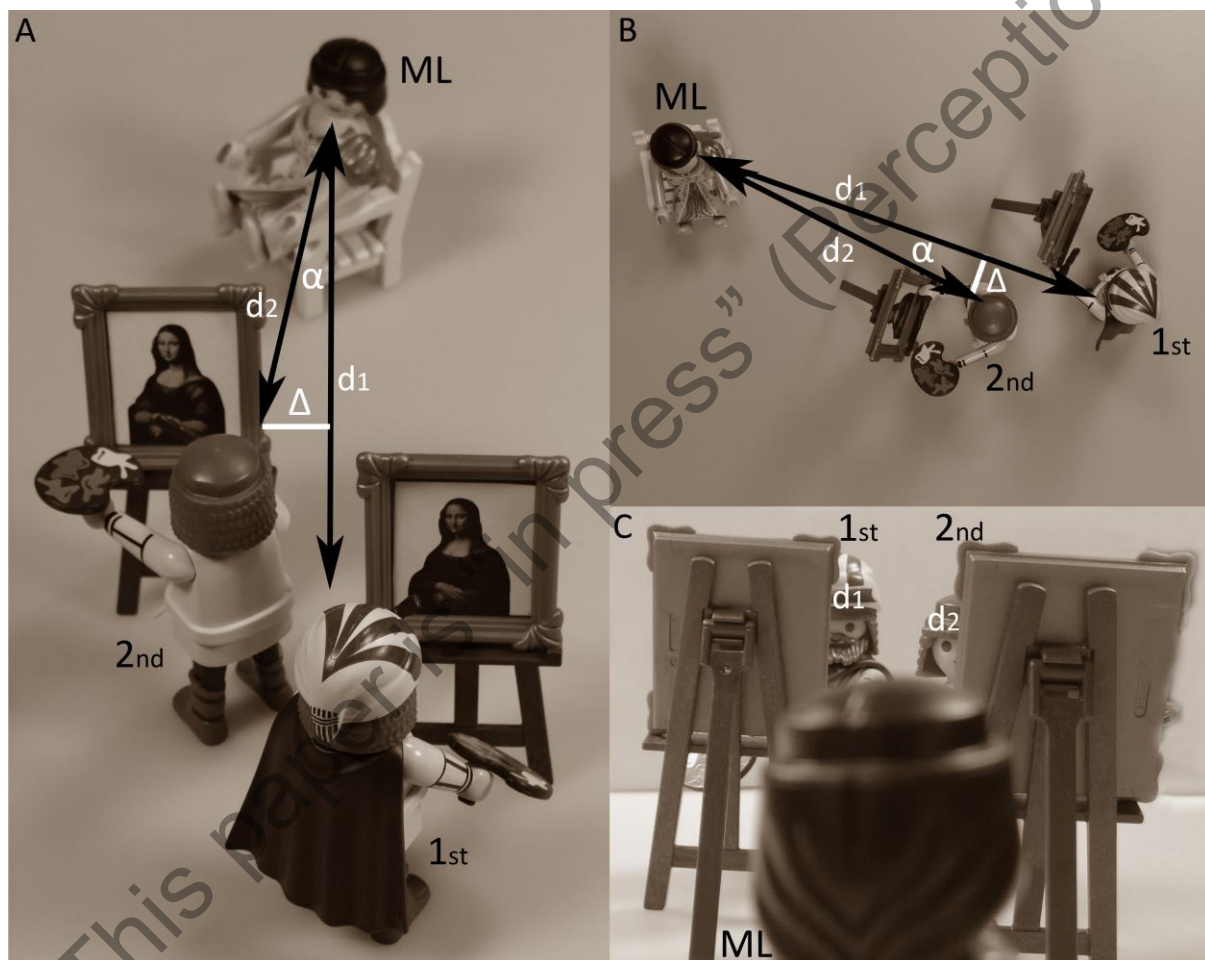 A
ML
α
d2
d1
Δ
2nd
1st
B
ML
d1
d2
α
Δ
1st
2nd
C
1st
2nd
d1
d2
ML
This paper is "in press" (Perceptio